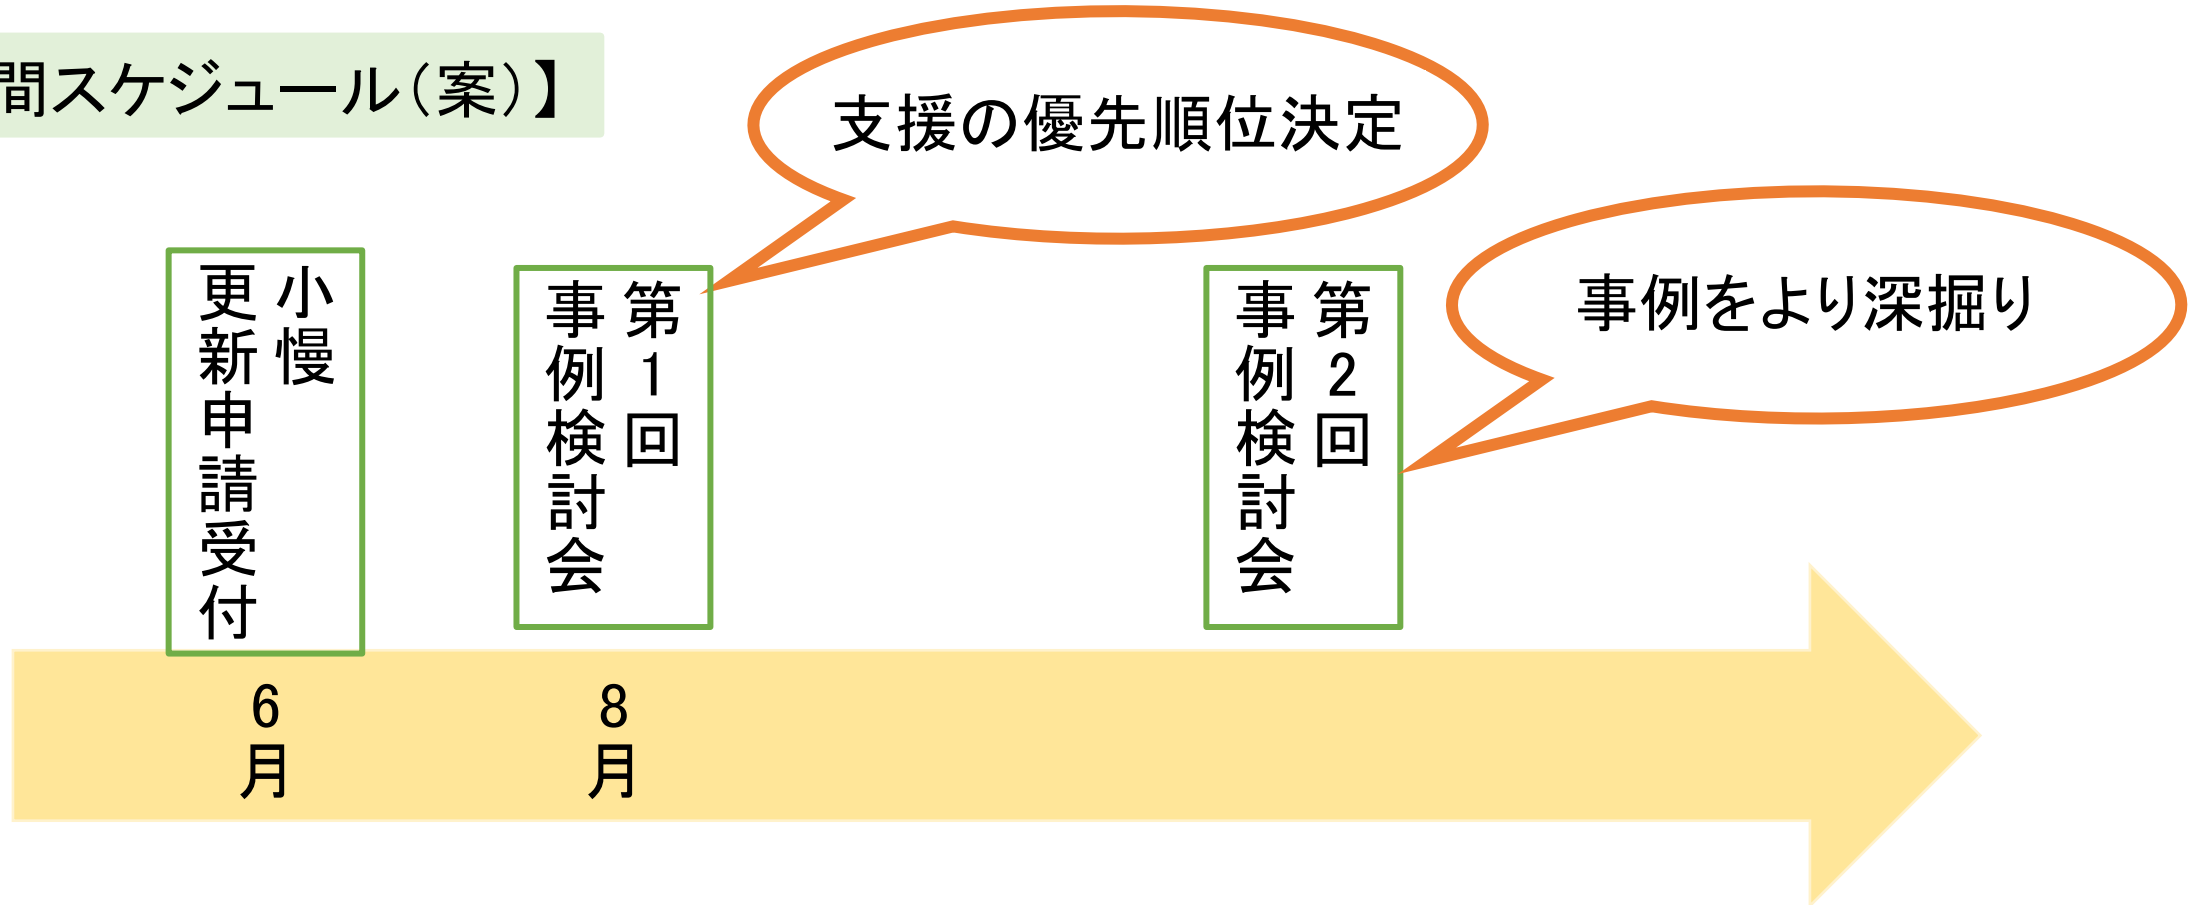 間スケジュール（案）】
支援の優先順位決定
事例をより深掘り
小慢
更新申請受付
第1回
事例検討会
第2回
事例検討会
6月
8月